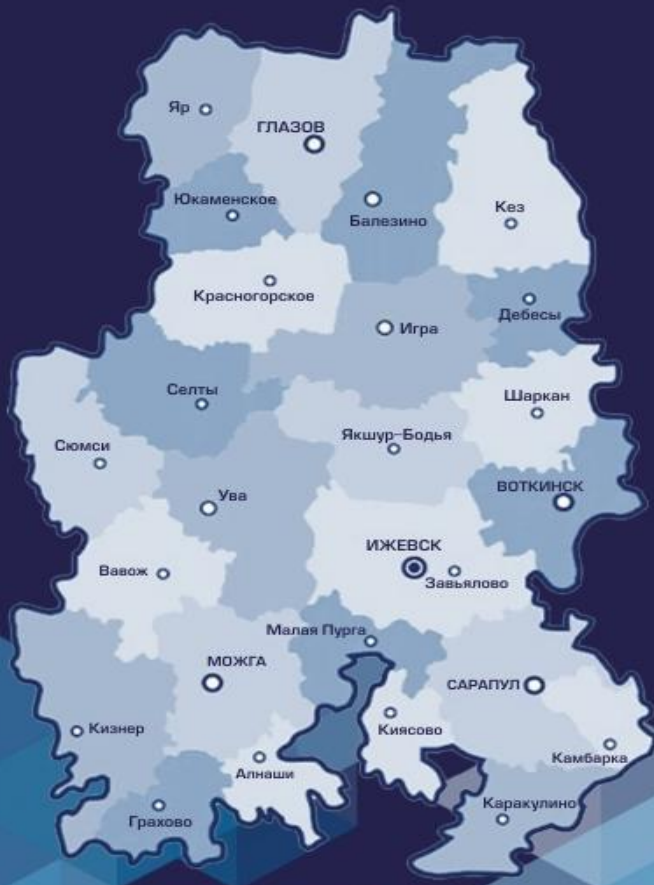 Яр
ГЛАЗОВ
Юкаменское
Балезино
Кез
Красногорское
Дебесы
Игра
Селты
Шаркан
Якшур-Бодья
Сюмси
ВОТКИНСК
Ува
ИЖЕВСК
Вавож
Завьялово
Малая Пурга
МОЖГА
САРАПУЛ
Кизнер
Киясово
Камбарка
Алнаши
Каракулино
Грахово